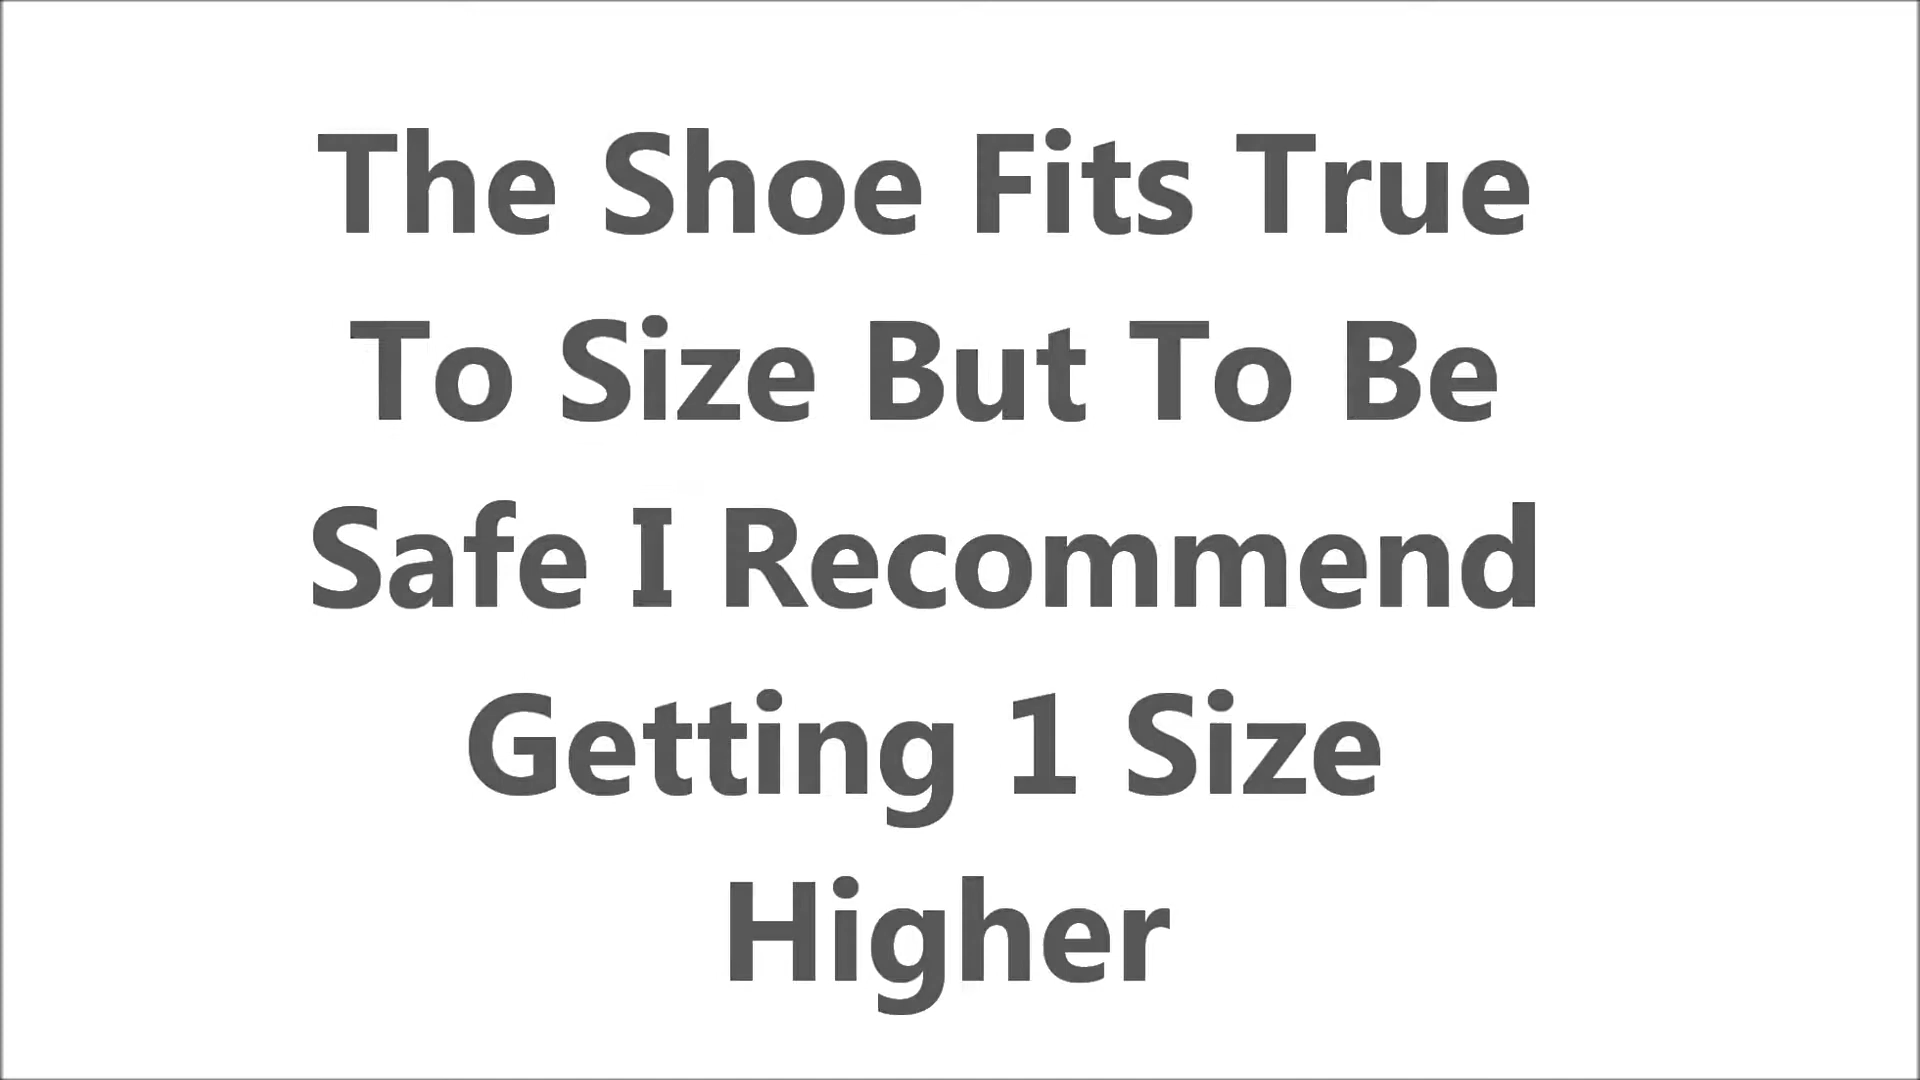 The Shoe Fits True
To Size But To Be
Safe I Recommend
Getting 1 Size
Higher